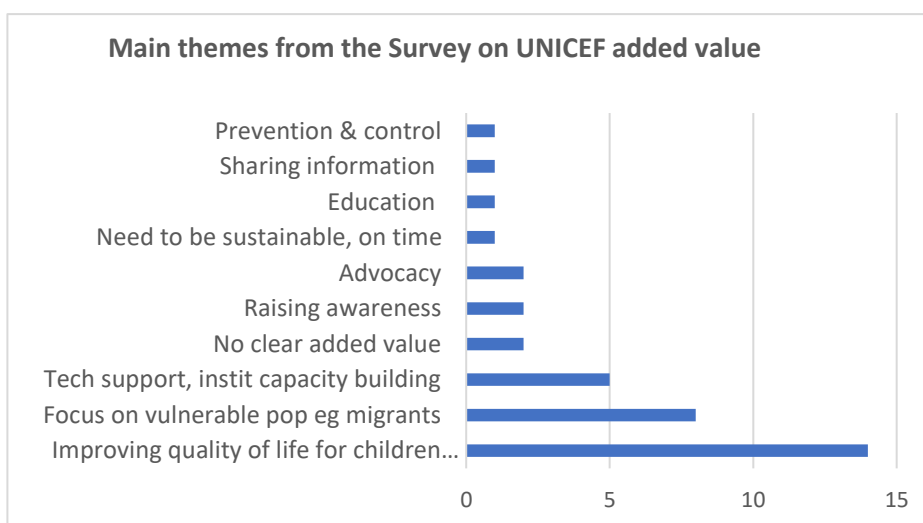 Main themes from the Survey on UNICEF added value
Prevention & control
Sharing information
Education
Need to be sustainable, on time
Advocacy
Raising awareness
No clear added value
Tech support, instit capacity building
Focus on vulnerable pop eg migrants
Improving quality of life for children...
0 5 10 15